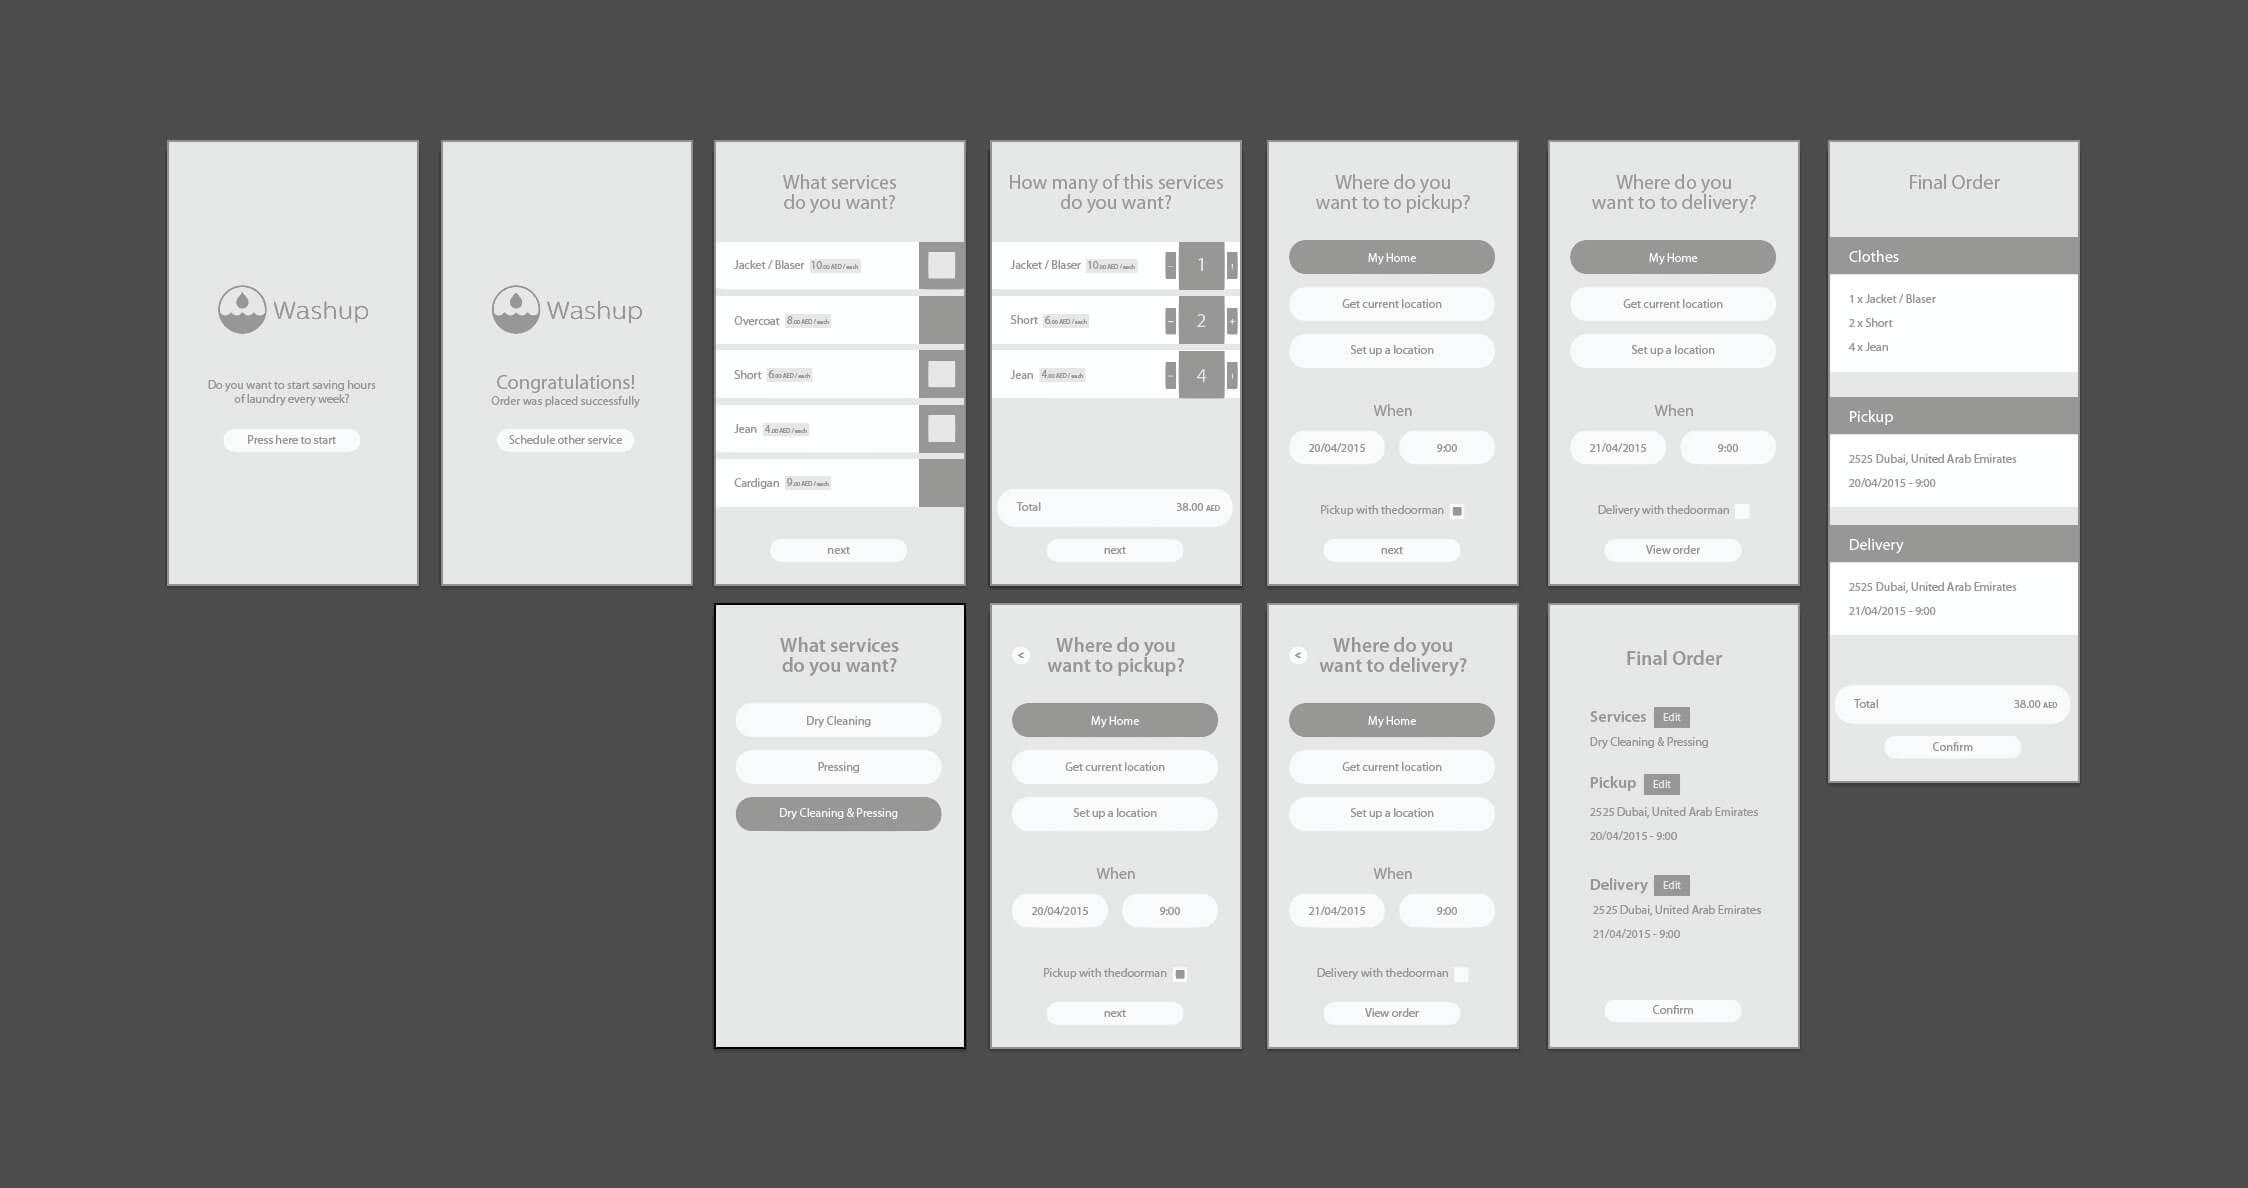 Washup
Do you want to start saving hours
of laundry every week?
Press here to start
Washup
Congratulations!
Order was placed successfully
Schedule other service
What services
do you want?
Jacket / Blaser 10.00 AED / each
Overcoat 8.00 AED / each
Short 6.00 AED / each
Jean 4.00 AED / each
Cardigan 9.00 AED / each
next
How many of this services
do you want?
Jacket / Blaser 10.00 AED / each - 1
Short 6.00 AED / each - 2 +
Jean 4.00 AED / each - 4
Total 38.00 AED
next
Where do you
want to to pickup?
My Home
Get current location
Set up a location
When
20/04/2015 9:00
Pickup with thedoorman
next
Where do you
want to to delivery?
My Home
Get current location
Set up a location
When
21/04/2015 9:00
Delivery with thedoorman
View order
Final Order
Clothes
1 x Jacket / Blaser
2 x Short
4 x Jean
Pickup
2525 Dubai, United Arab Emirates
20/04/2015 - 9:00
Delivery
2525 Dubai, United Arab Emirates
21/04/2015 - 9:00
Total 38.00 AED
Confirm
What services
do you want?
Dry Cleaning
Pressing
Dry Cleaning & Pressing
<
Where do you
want to pickup?
My Home
Get current location
Set up a location
When
20/04/2015 9:00
Pickup with thedoorman
next
<
Where do you
want to delivery?
My Home
Get current location
Set up a location
When
21/04/2015 9:00
Delivery with thedoorman
View order
Final Order
Services Edit
Dry Cleaning & Pressing
Pickup Edit
2525 Dubai, United Arab Emirates
20/04/2015 - 9:00
Delivery Edit
2525 Dubai, United Arab Emirates
21/04/2015 - 9:00
Confirm